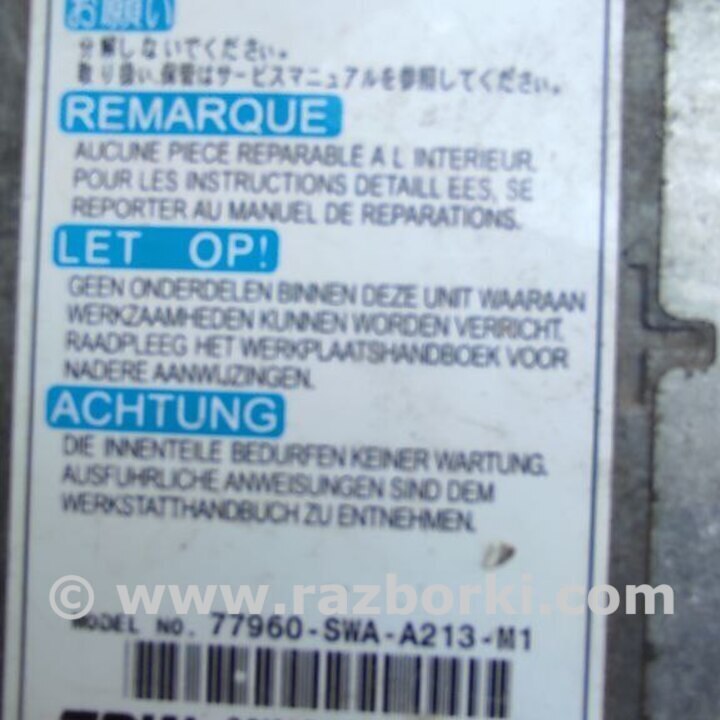 お願い
分解しないでください。
取り扱い、保管はサービスマニュアルを参照してください。
REMARQUE
AUCUNE PIECE REPARABLE A L INTERIEUR.
POUR LES INSTRUCTIONS DETAILL EES, SE
REPORTER AU MANUEL DE REPARATIONS.
LET OP!
GEEN ONDERDELEN BINNEN DEZE UNIT WAARAAN
WERKZAAMHEDEN KUNNEN WORDEN VERRICHT.
RAADPLEEG HET WERKPLAATSHANDBOEK VOOR
NADERE AANWIJZINGEN.
ACHTUNG
DIE INNENTEILE BEDURFEN KEINER WARTUNG.
AUSFUHRLICHE ANWEISUNGEN SIND DEM
WERKSTATTHANDBUCH ZU ENTNEHMEN.
© www.razborki.com
MODEL NO. 77960-SWA-A213-M1